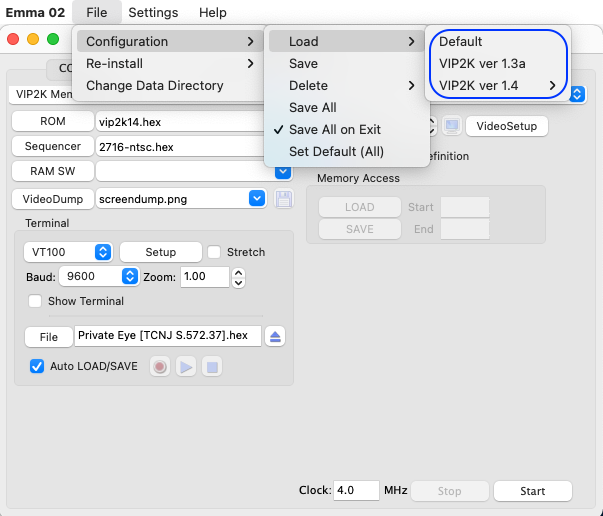 Emma 02 File Settings Help
Configuration
Re-install
Change Data Directory
Load
Save
Delete
Save All
Save All on Exit
Set Default (All)
Default
VIP2K ver 1.3a
VIP2K ver 1.4
VIP2K Mem
ROM vip2k14.hex
Sequencer 2716-ntsc.hex VideoSetup
RAM SW
VideoDump screendump.png
Memory Access
LOAD Start
SAVE End
Terminal
VT100 Setup Stretch
Baud: 9600 Zoom: 1.00
Show Terminal
File Private Eye [TCNJ S.572.37].hex
Auto LOAD/SAVE
Clock: 4.0 MHz Stop Start